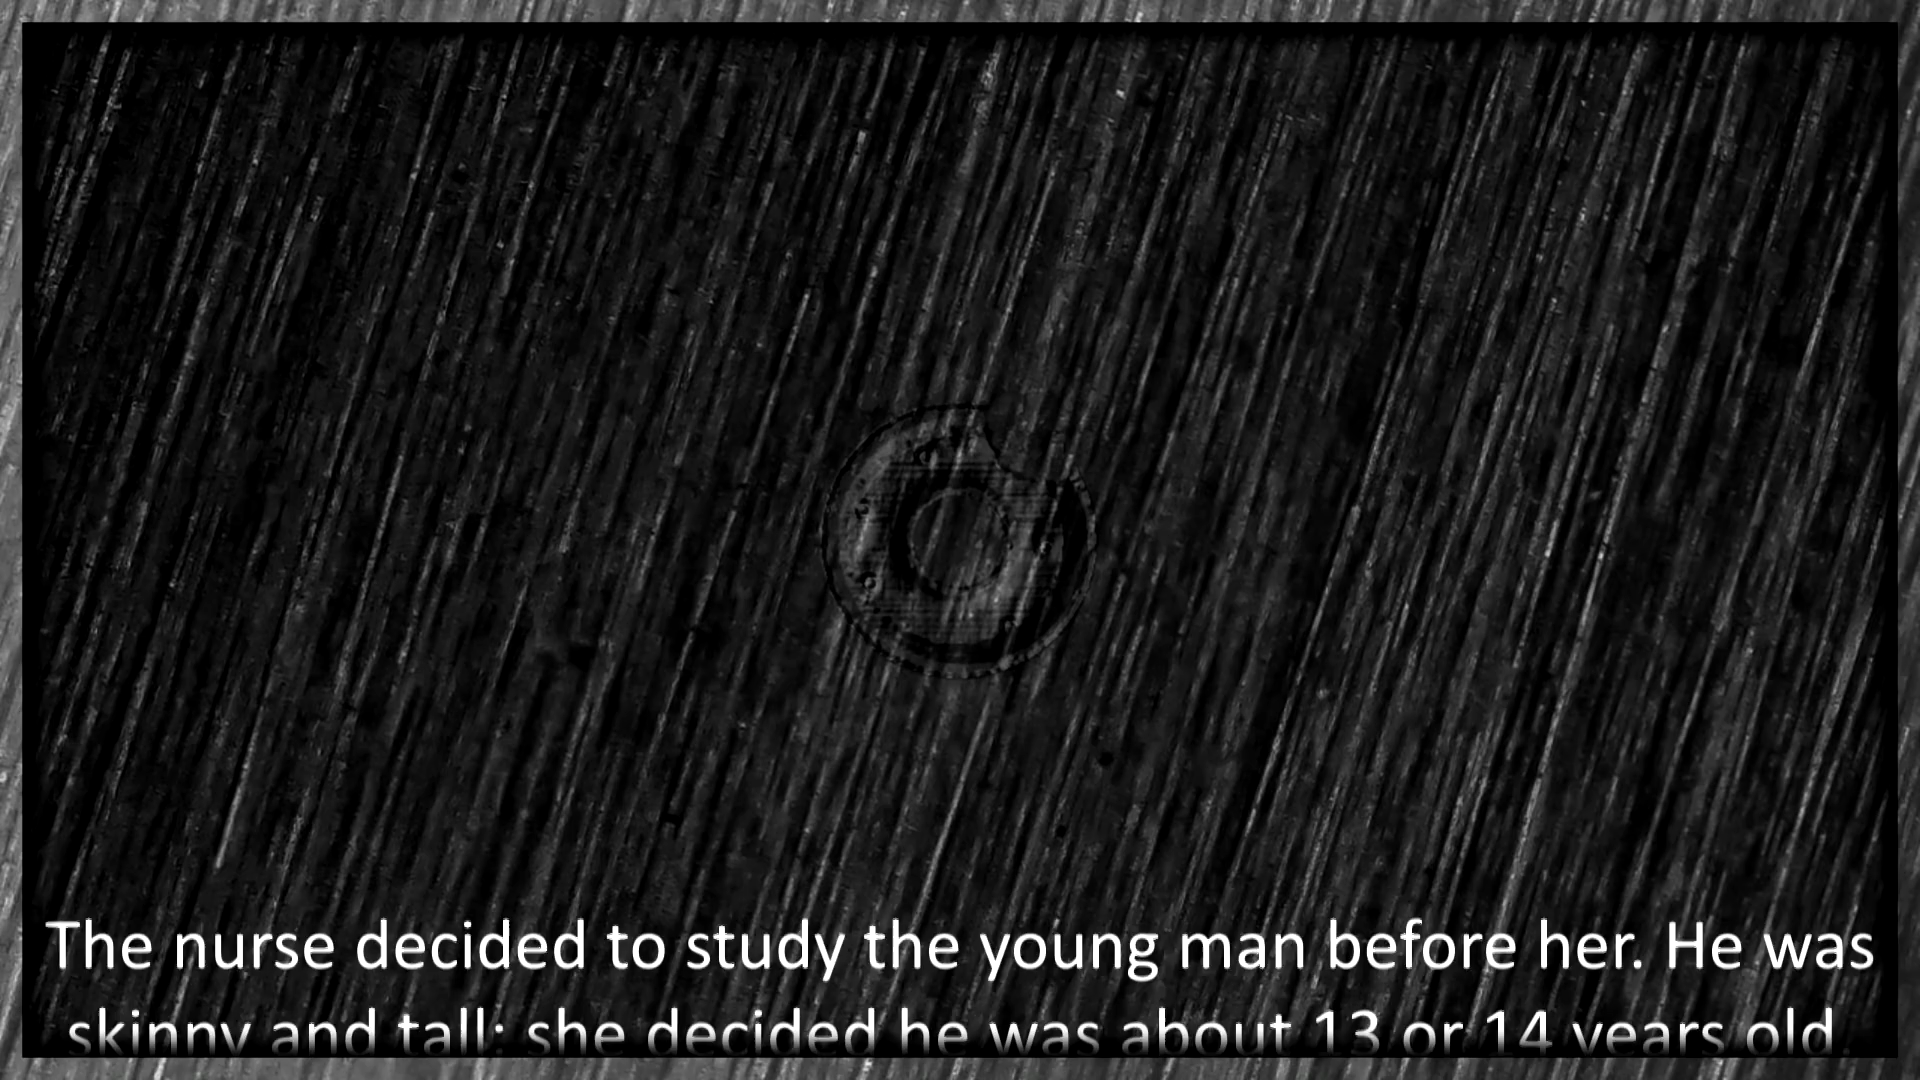 The nurse decided to study the young man before her. He was
skinny and tall; she decided he was about 13 or 14 years old.